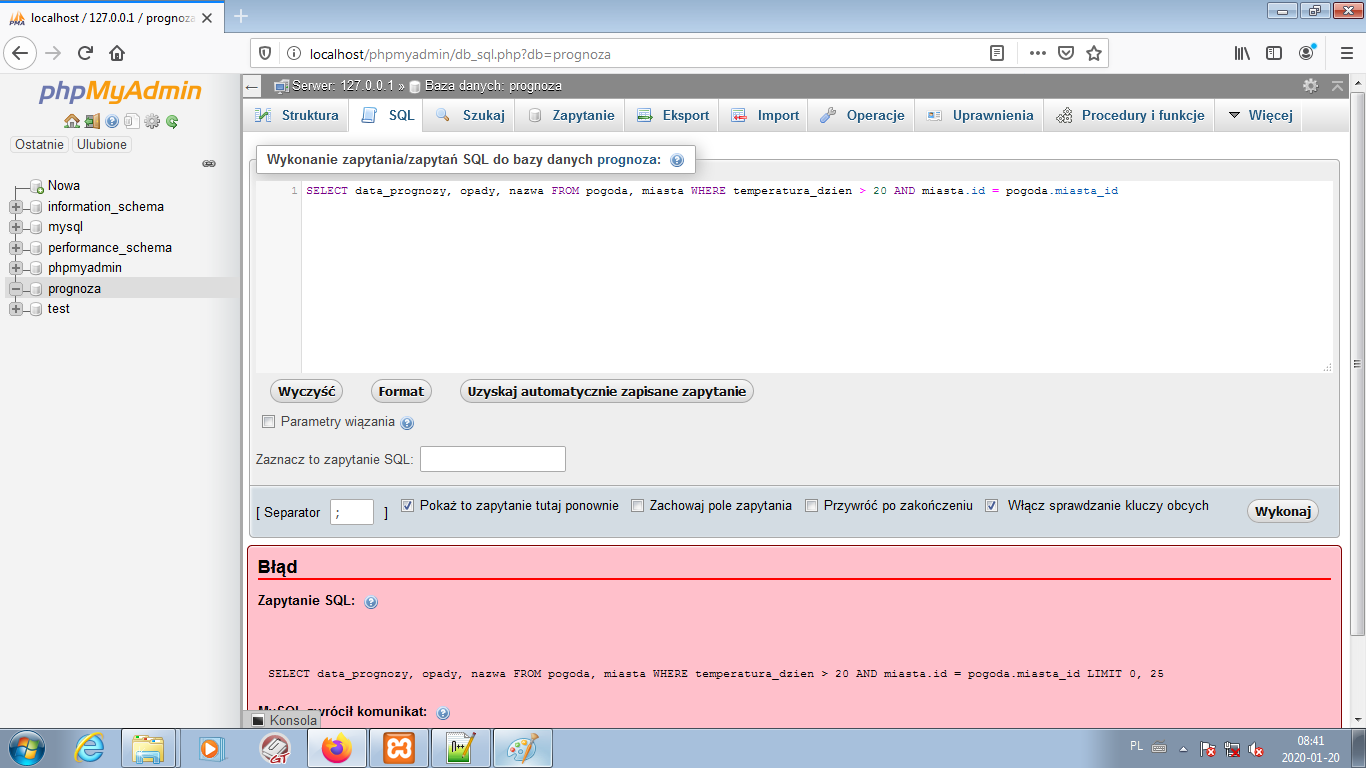 localhost / 127.0.0.1 / prognoza
localhost/phpmyadmin/db_sql.php?db=prognoza
phpMyAdmin
Ostatnie Ulubione
Nowa
information_schema
mysql
performance_schema
phpmyadmin
prognoza
test
Serwer: 127.0.0.1 » Baza danych: prognoza
Struktura SQL Szukaj Zapytanie Eksport Import Operacje Uprawnienia Procedury i funkcje Więcej
Wykonanie zapytania/zapytań SQL do bazy danych prognoza:
1 SELECT data_prognozy, opady, nazwa FROM pogoda, miasta WHERE temperatura_dzien > 20 AND miasta.id = pogoda.miasta_id
Wyczyść Format Uzyskaj automatycznie zapisane zapytanie
Parametry wiązania
Zaznacz to zapytanie SQL:
[ Separator ; ] Pokaż to zapytanie tutaj ponownie Zachowaj pole zapytania Przywróć po zakończeniu Włącz sprawdzanie kluczy obcych Wykonaj
Błąd
Zapytanie SQL:
SELECT data_prognozy, opady, nazwa FROM pogoda, miasta WHERE temperatura_dzien > 20 AND miasta.id = pogoda.miasta_id LIMIT 0, 25
MySQL zwrócił komunikat:
Konsola
PL 08:41
2020-01-20